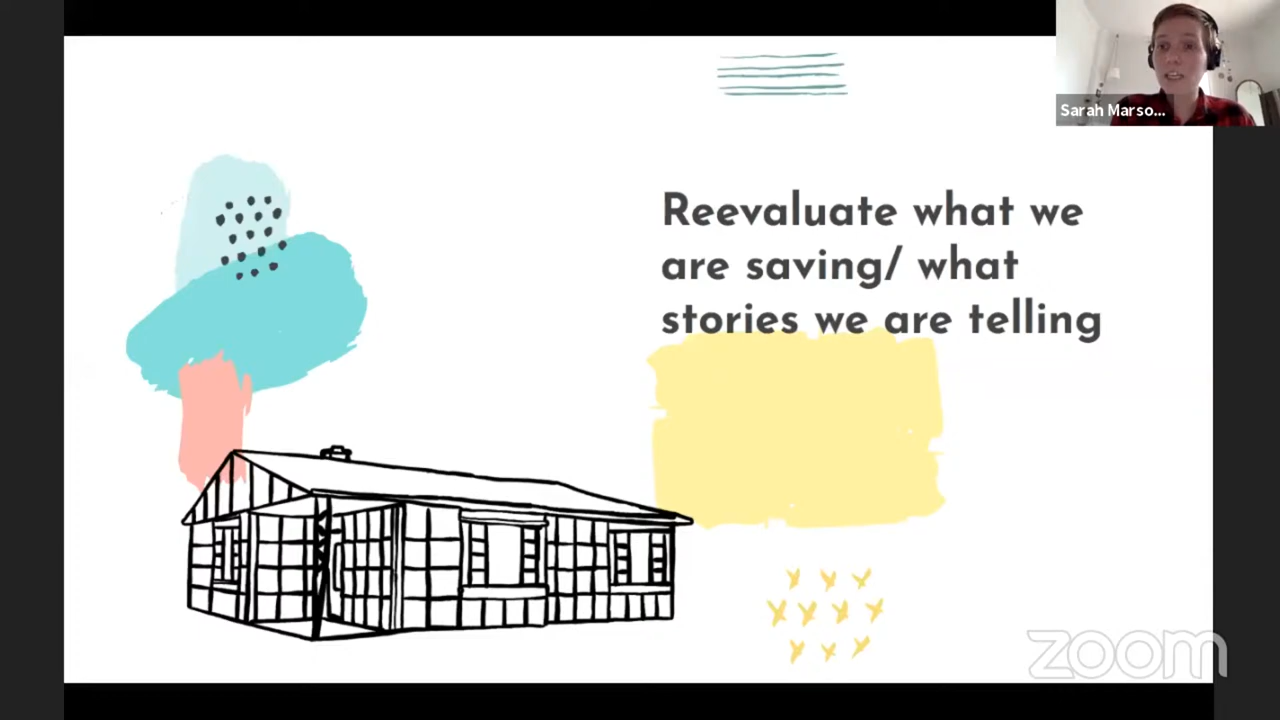 Sarah Marso...
Reevaluate what we
are saving/ what
stories we are telling
zoom